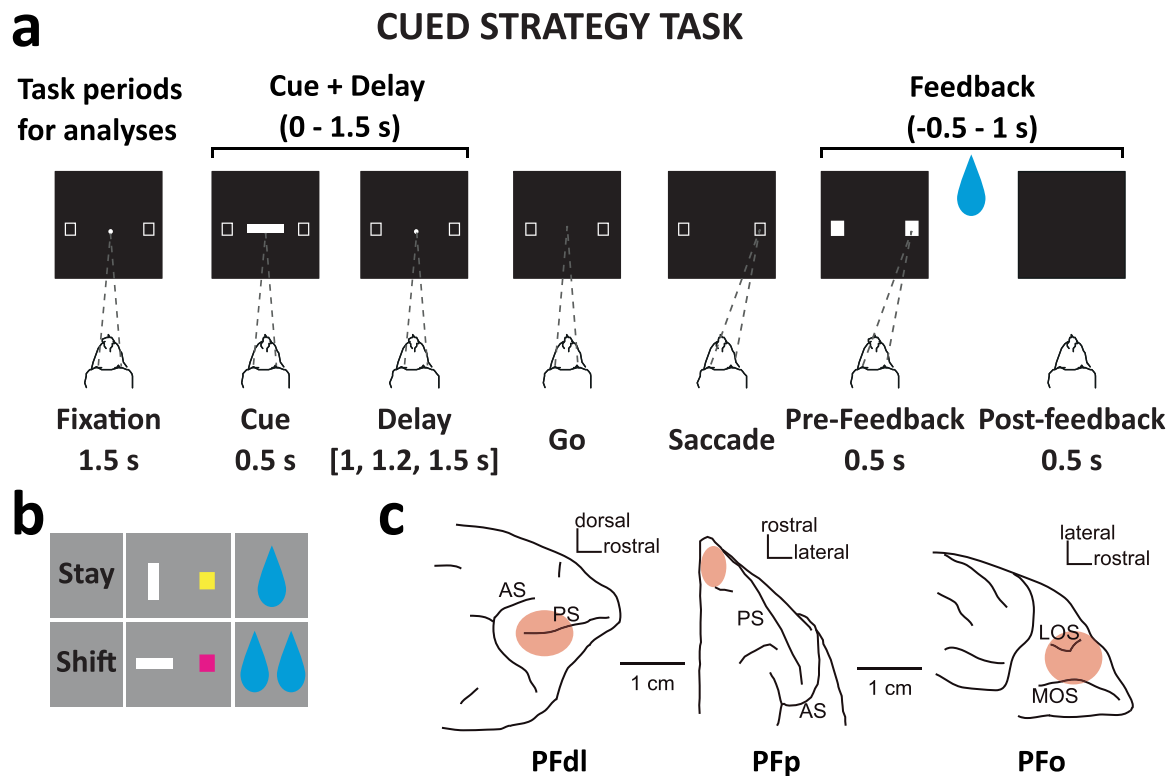 a
CUED STRATEGY TASK
Task periods
for analyses
Cue + Delay
(0 - 1.5 s)
Feedback
(-0.5 - 1 s)
Fixation
1.5 s
Cue
0.5 s
Delay
[1, 1.2, 1.5 s]
Go
Saccade
Pre-Feedback
0.5 s
Post-feedback
0.5 s
b
Stay
Shift
c
dorsal
rostral
AS
PS
1 cm
PFdl
rostral
lateral
PS
AS
1 cm
PFp
lateral
rostral
LOS
MOS
PFo